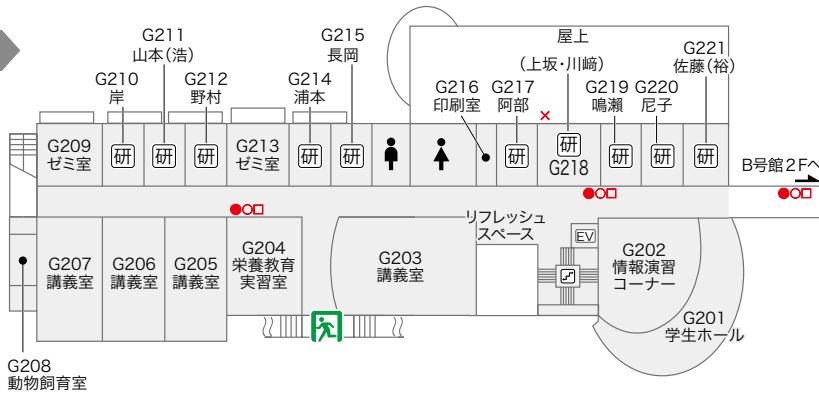 G211
山本(浩)
G215
長岡
屋上
G221
佐藤(裕)
(上坂・川﨑)
G210
岸
G212
野村
G214
浦本
G216
印刷室
G217
阿部
G219
鳴瀬
G220
尼子
G209
ゼミ室
研
研
研
G213
ゼミ室
研
研
研
研
G218
研
研
研
B号館2Fへ
リフレッシュ
スペース
EV
G207
講義室
G206
講義室
G205
講義室
G204
栄養教育
実習室
G203
講義室
G202
情報演習
コーナー
G201
学生ホール
G208
動物飼育室